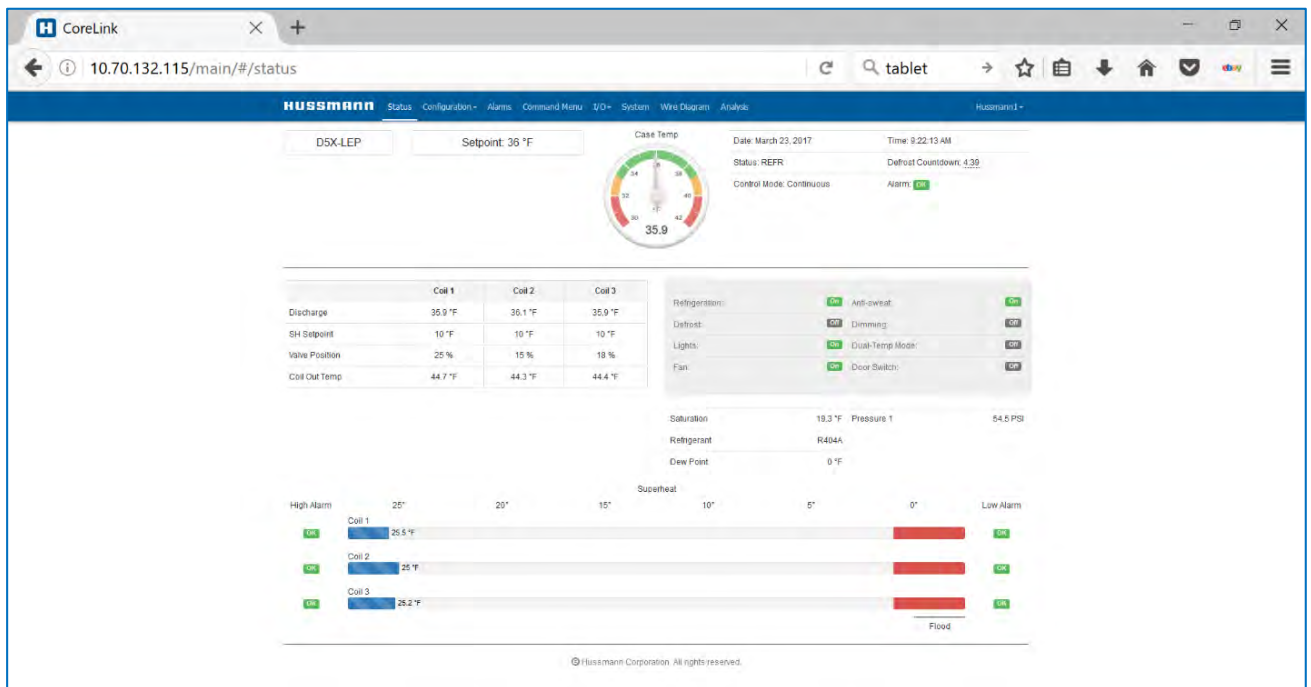 CoreLink
10.70.132.115/main/#/status
tablet
ebay
HUSSMANN Status Configuration Alarms Command Menu I/O System Wire Diagram Analysis Hussmann1
D5X-LEP
Setpoint: 36 °F
Case Temp
30 32 34 36 38 40 42
°F
35.9
Date: March 23, 2017 Time: 9:22:13 AM
Status: REFR Defrost Countdown: 4:39
Control Mode: Continuous Alarm: OK
Coil 1 Coil 2 Coil 3
Discharge 35.9 °F 36.1 °F 35.9 °F
SH Setpoint 10 °F 10 °F 10 °F
Valve Position 25 % 15 % 18 %
Coil Out Temp 44.7 °F 44.3 °F 44.4 °F
Refrigeration: On Anti-sweat: On
Defrost: Off Dimming: Off
Lights: On Dual-Temp Mode: Off
Fan: On Door Switch: Off
Saturation 19.3 °F Pressure 1 54.5 PSI
Refrigerant R404A
Dew Point 0 °F
Superheat
High Alarm 25° 20° 15° 10° 5° 0° Low Alarm
Coil 1
OK 25.5 °F OK
Coil 2
OK 25 °F OK
Coil 3
OK 25.2 °F OK
Flood
© Hussmann Corporation. All rights reserved.